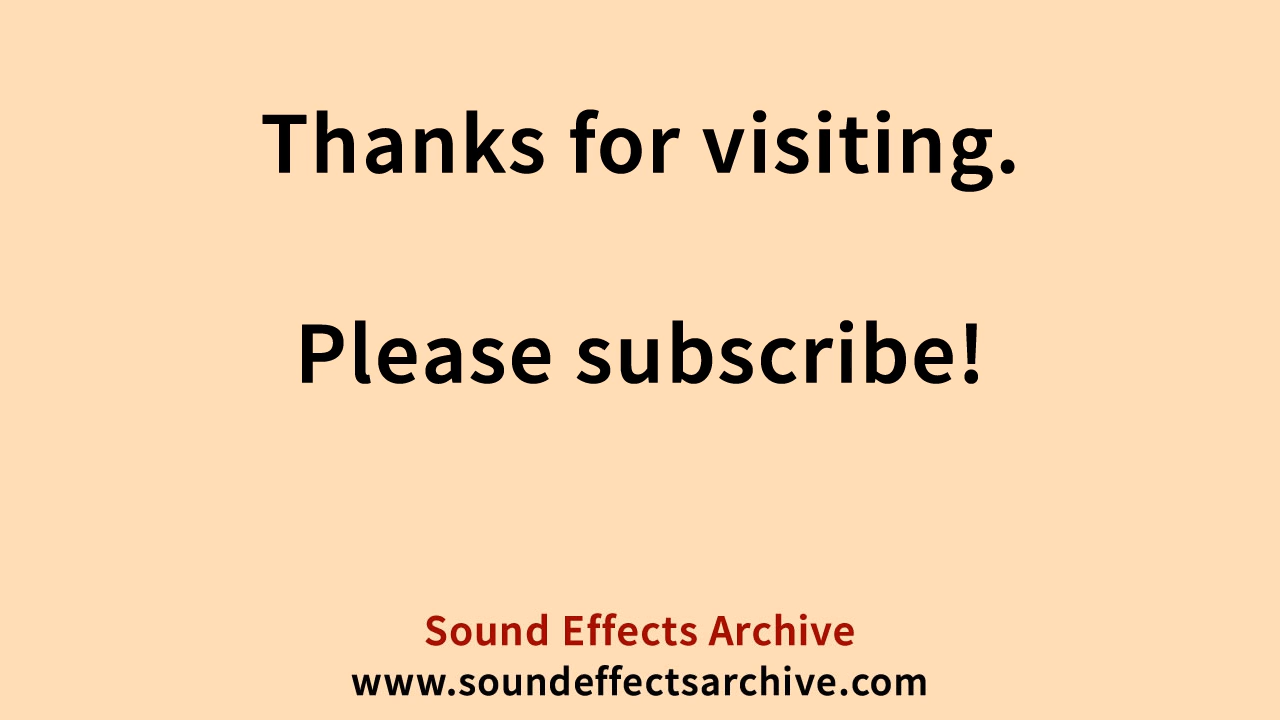 Thanks for visiting.
Please subscribe!
Sound Effects Archive
www.soundeffectsarchive.com